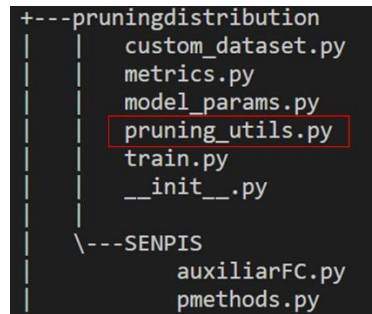 +---pruningdistribution
|   |   custom_dataset.py
|   |   metrics.py
|   |   model_params.py
|   |   pruning_utils.py
|   |   train.py
|   |   __init__.py
|   |
|   \---SENPIS
|           auxiliarFC.py
|           pmethods.py